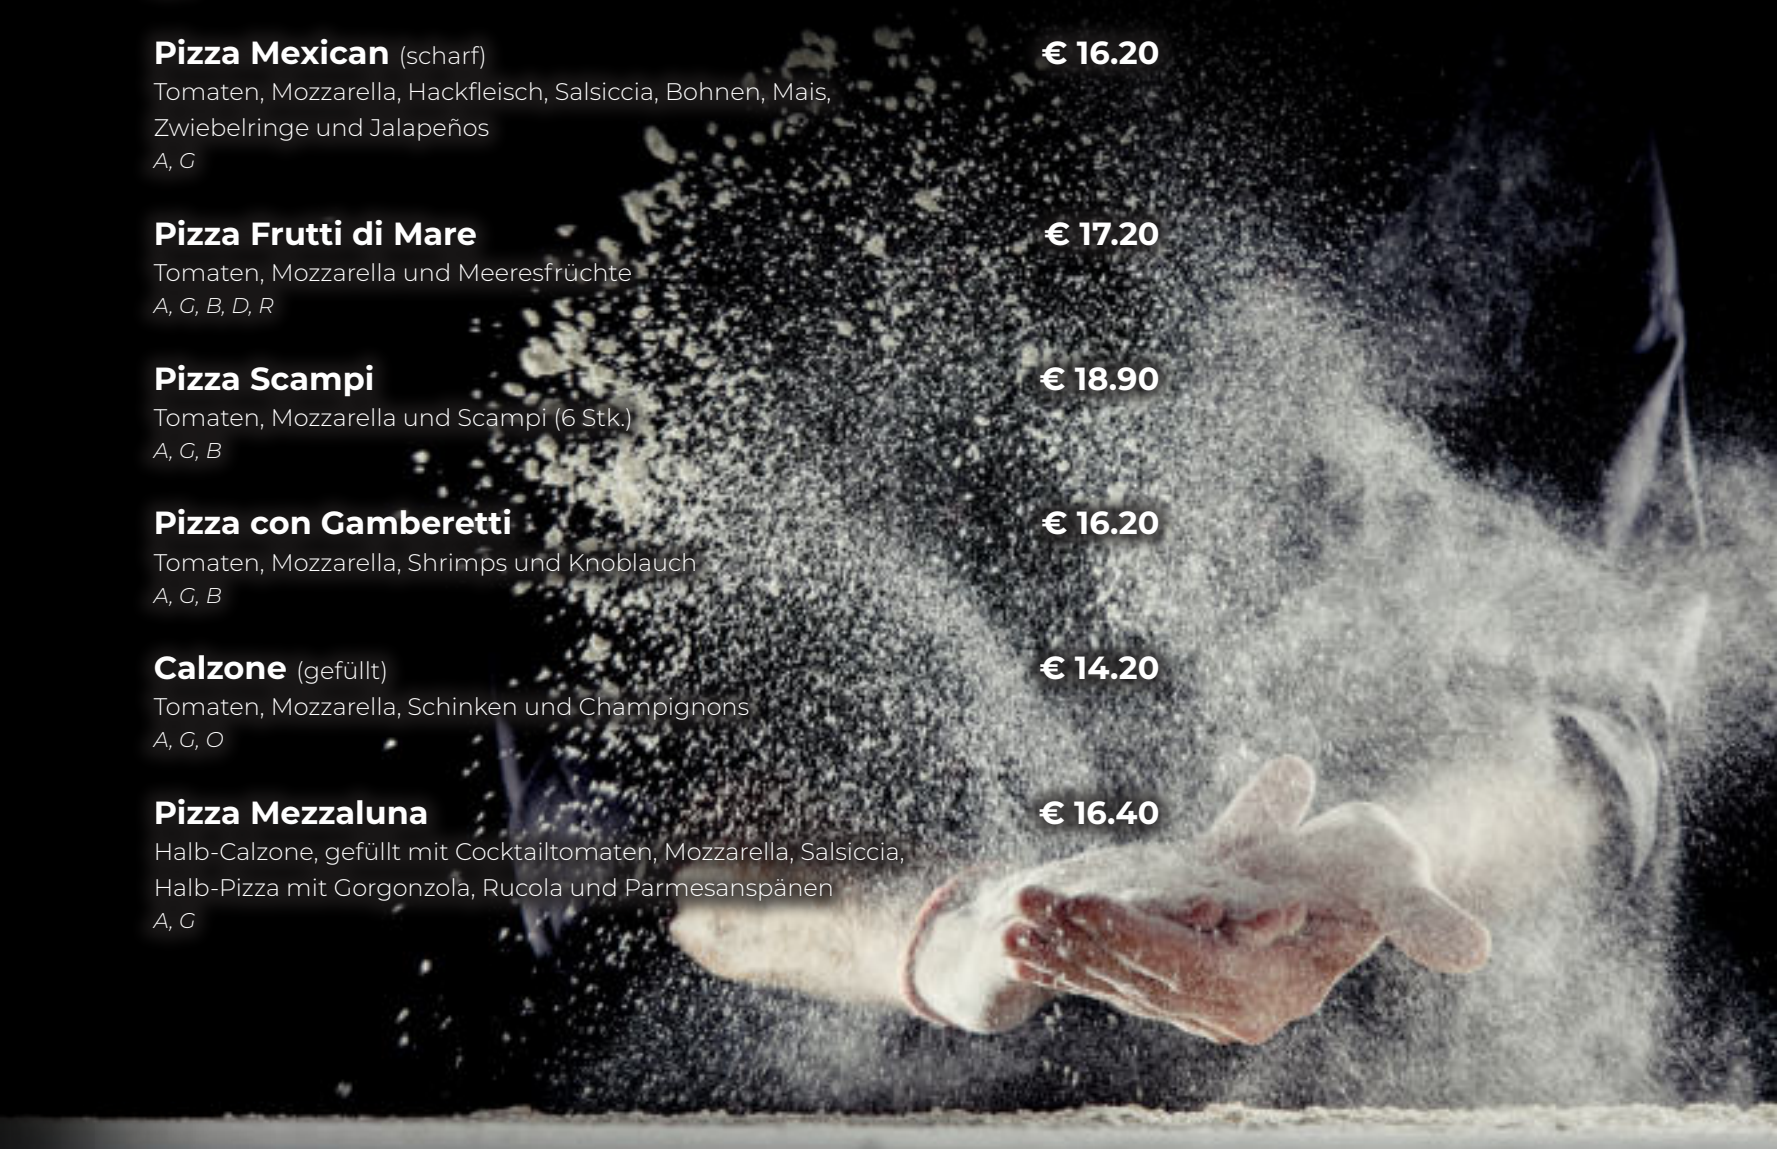 Pizza Mexican (scharf) € 16.20
Tomaten, Mozzarella, Hackfleisch, Salsiccia, Bohnen, Mais,
Zwiebelringe und Jalapeños
A, G
Pizza Frutti di Mare € 17.20
Tomaten, Mozzarella und Meeresfrüchte
A, G, B, D, R
Pizza Scampi € 18.90
Tomaten, Mozzarella und Scampi (6 Stk.)
A, G, B
Pizza con Gamberetti € 16.20
Tomaten, Mozzarella, Shrimps und Knoblauch
A, G, B
Calzone (gefüllt) € 14.20
Tomaten, Mozzarella, Schinken und Champignons
A, G, O
Pizza Mezzaluna € 16.40
Halb-Calzone, gefüllt mit Cocktailtomaten, Mozzarella, Salsiccia,
Halb-Pizza mit Gorgonzola, Rucola und Parmesanspänen
A, G